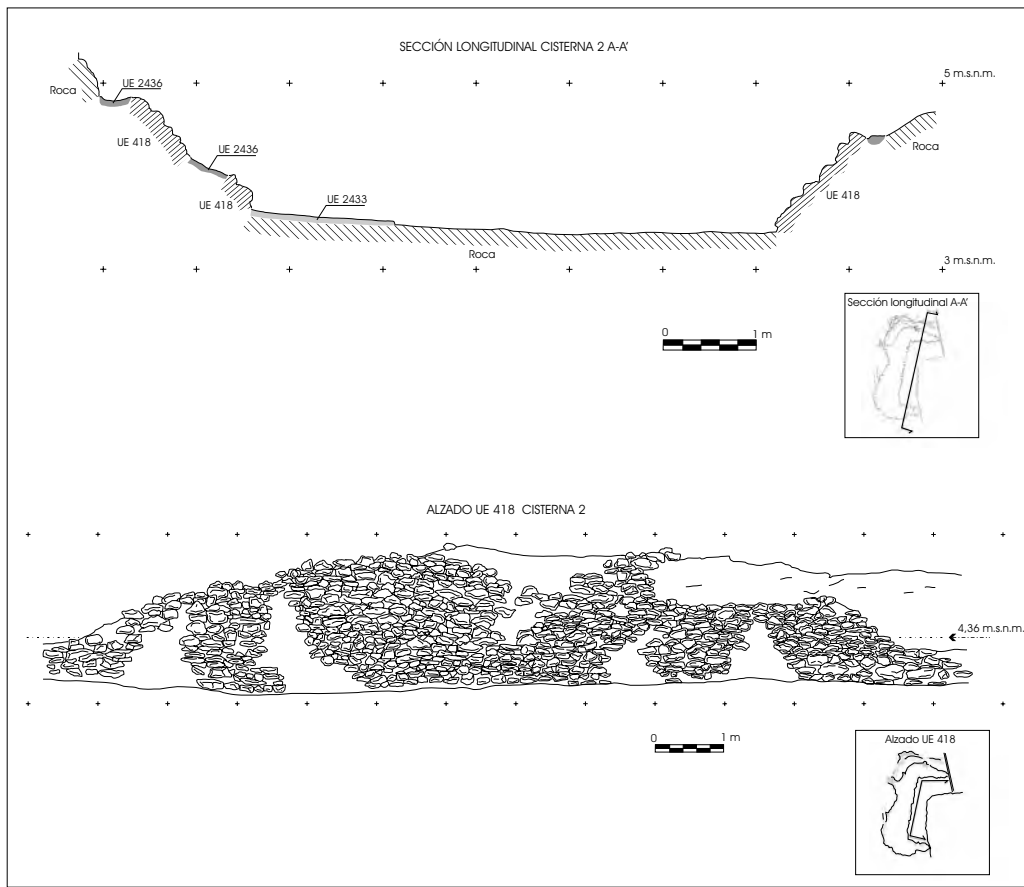 SECCIÓN LONGITUDINAL CISTERNA 2 A-A'
5 m.s.n.m.
Roca
UE 2436
UE 418
UE 2436
UE 418
UE 2433
Roca
UE 418
Roca
3 m.s.n.m.
0 1 m
Sección longitudinal A-A'
ALZADO UE 418 CISTERNA 2
4,36 m.s.n.m.
0 1 m
Alzado UE 418